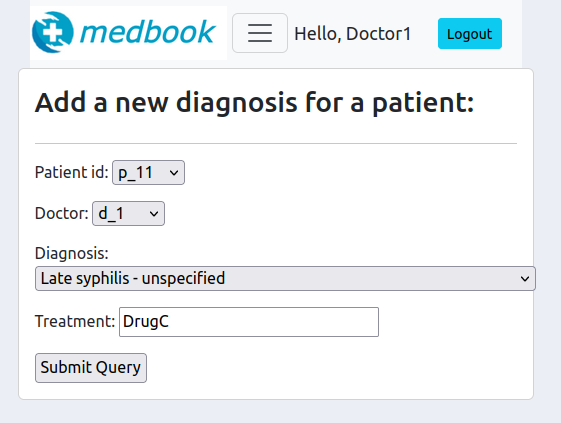 medbook Hello, Doctor1 Logout
Add a new diagnosis for a patient:
Patient id: p_11
Doctor: d_1
Diagnosis:
Late syphilis - unspecified
Treatment: DrugC
Submit Query